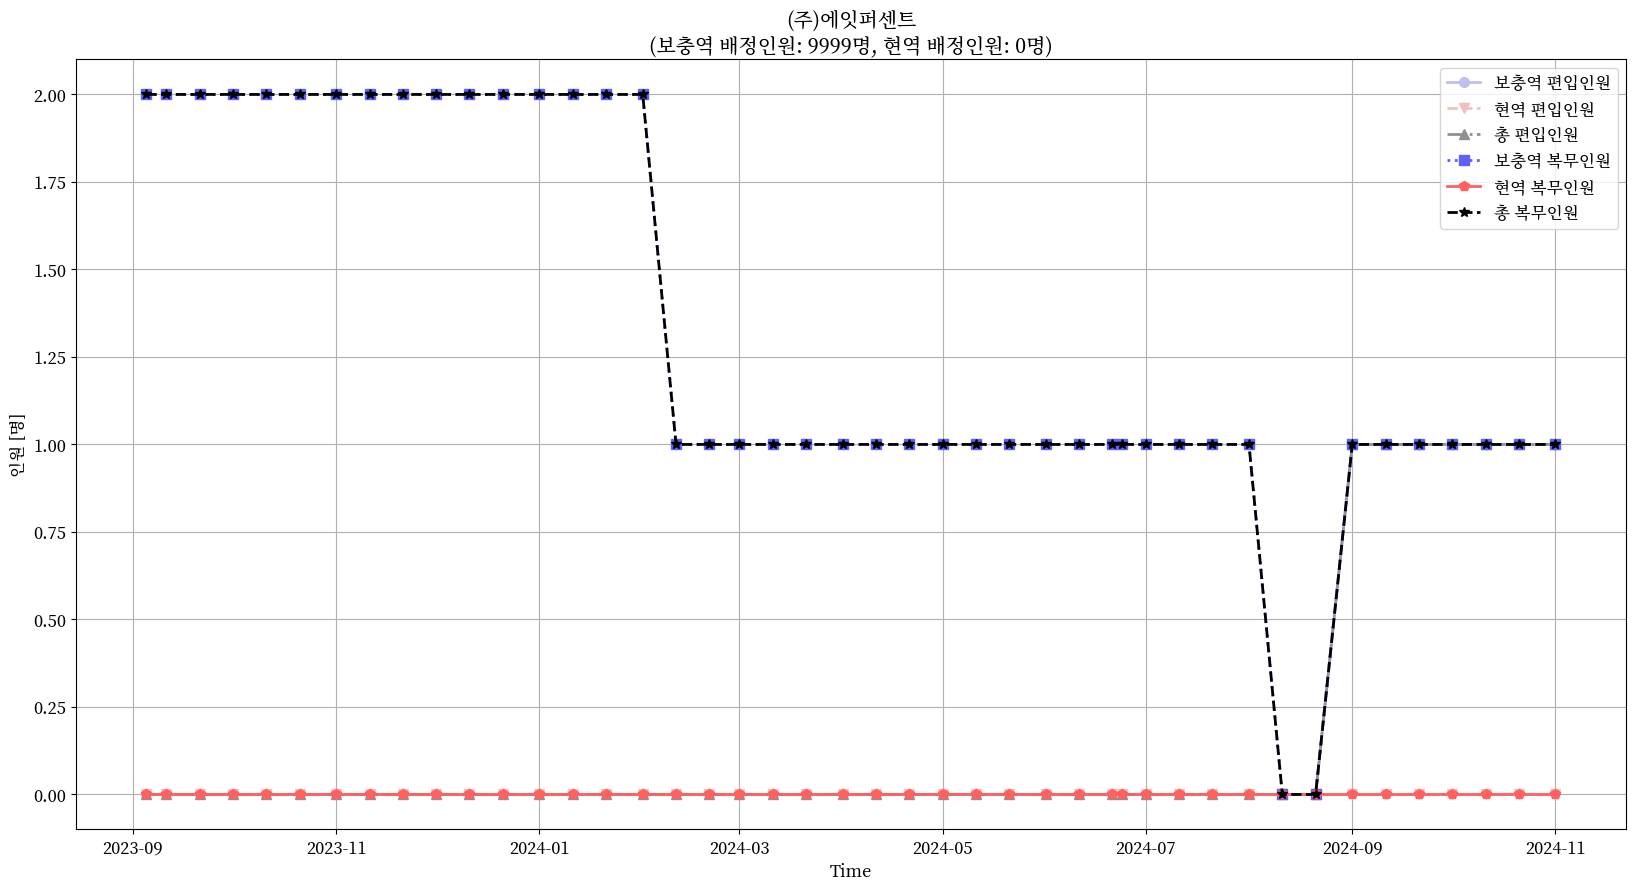 (주)에잇퍼센트
(보충역 배정인원: 9999명, 현역 배정인원: 0명)
보충역 편입인원
현역 편입인원
총 편입인원
보충역 복무인원
현역 복무인원
총 복무인원
2.00
1.75
1.50
1.25
1.00
0.75
0.50
0.25
0.00
인원 [명]
2023-09 2023-11 2024-01 2024-03 2024-05 2024-07 2024-09 2024-11
Time